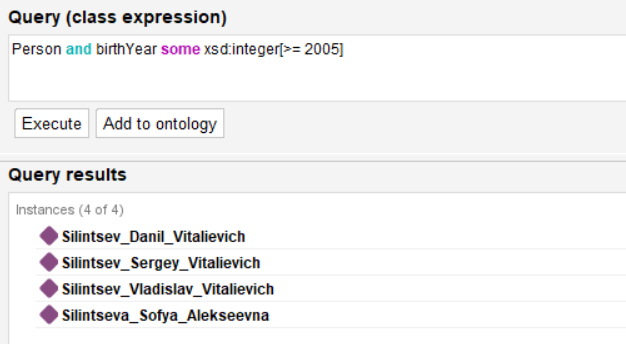 Query (class expression)
Person and birthYear some xsd:integer[>= 2005]
Execute Add to ontology
Query results
Instances (4 of 4)
Silintsev_Danil_Vitalievich
Silintsev_Sergey_Vitalievich
Silintsev_Vladislav_Vitalievich
Silintseva_Sofya_Alekseevna